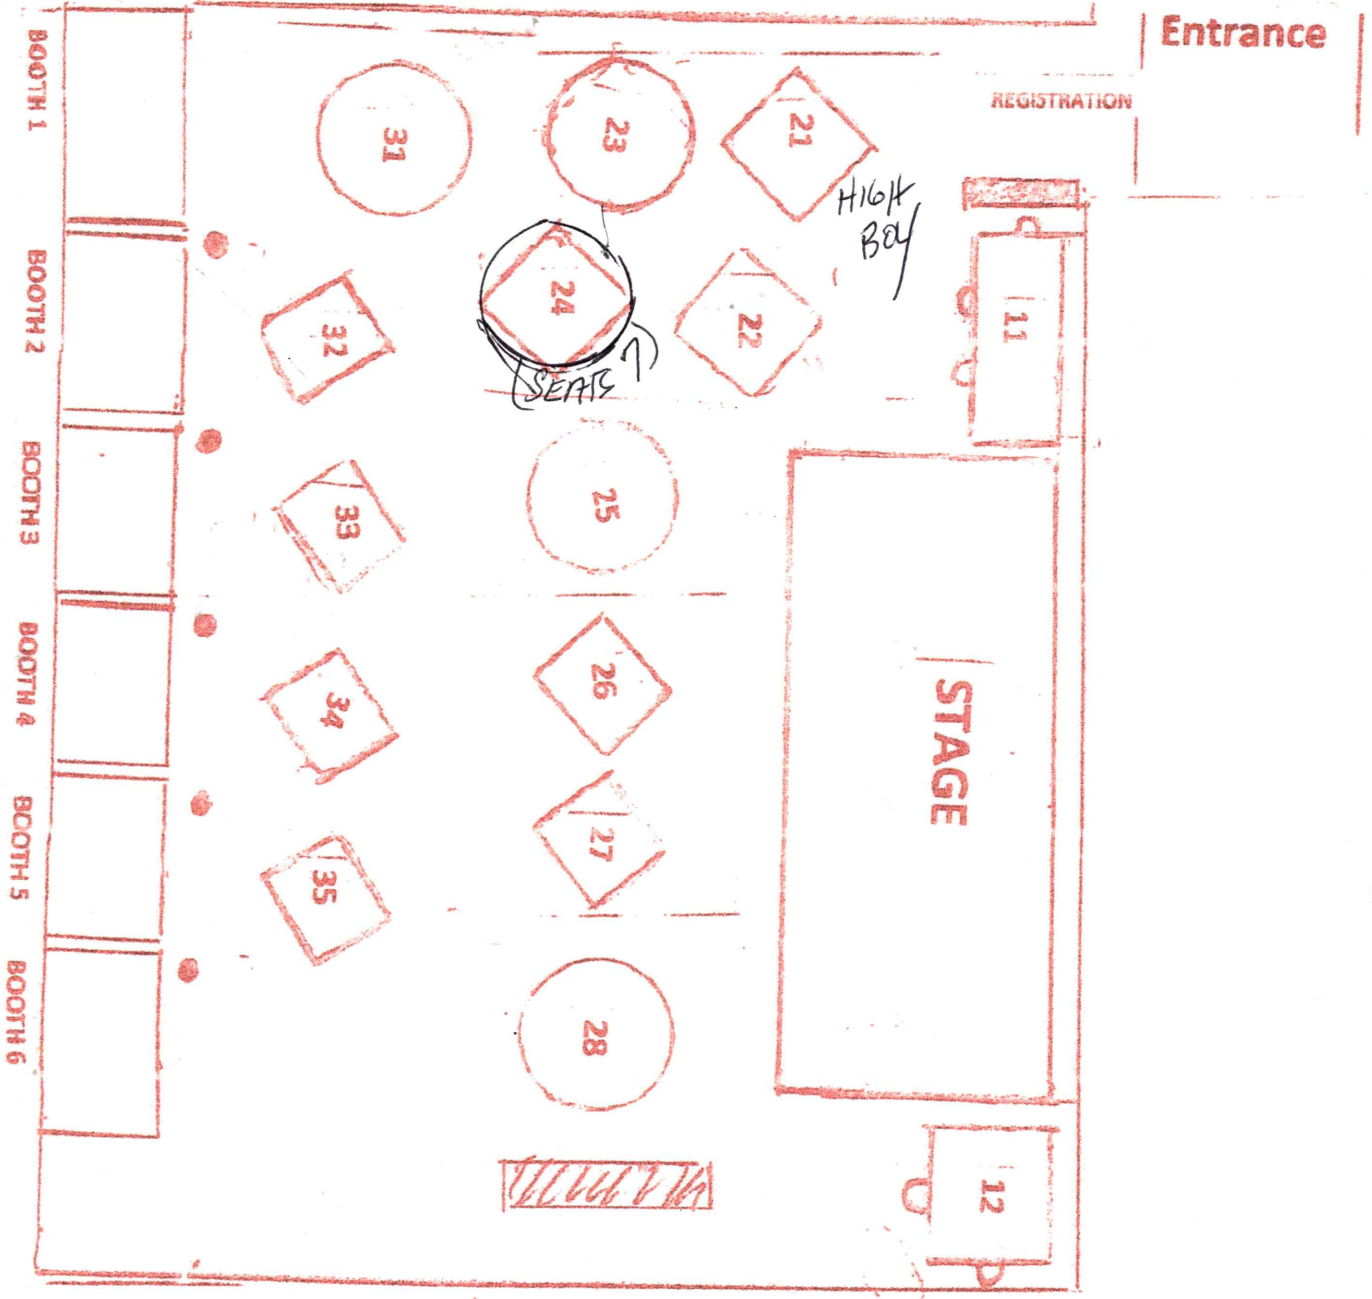 Entrance
REGISTRATION
BOOTH 1
31
23
21
HIGH
BOY
BOOTH 2
32
24
22
11
SEATS 7
BOOTH 3
33
25
BOOTH 4
34
26
STAGE
BOOTH 5
35
27
BOOTH 6
28
12